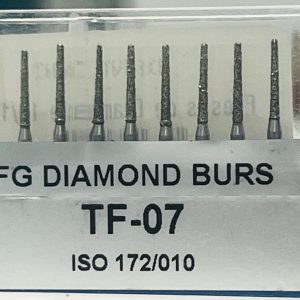 FG DIAMOND BURS
TF-07
ISO 172/010